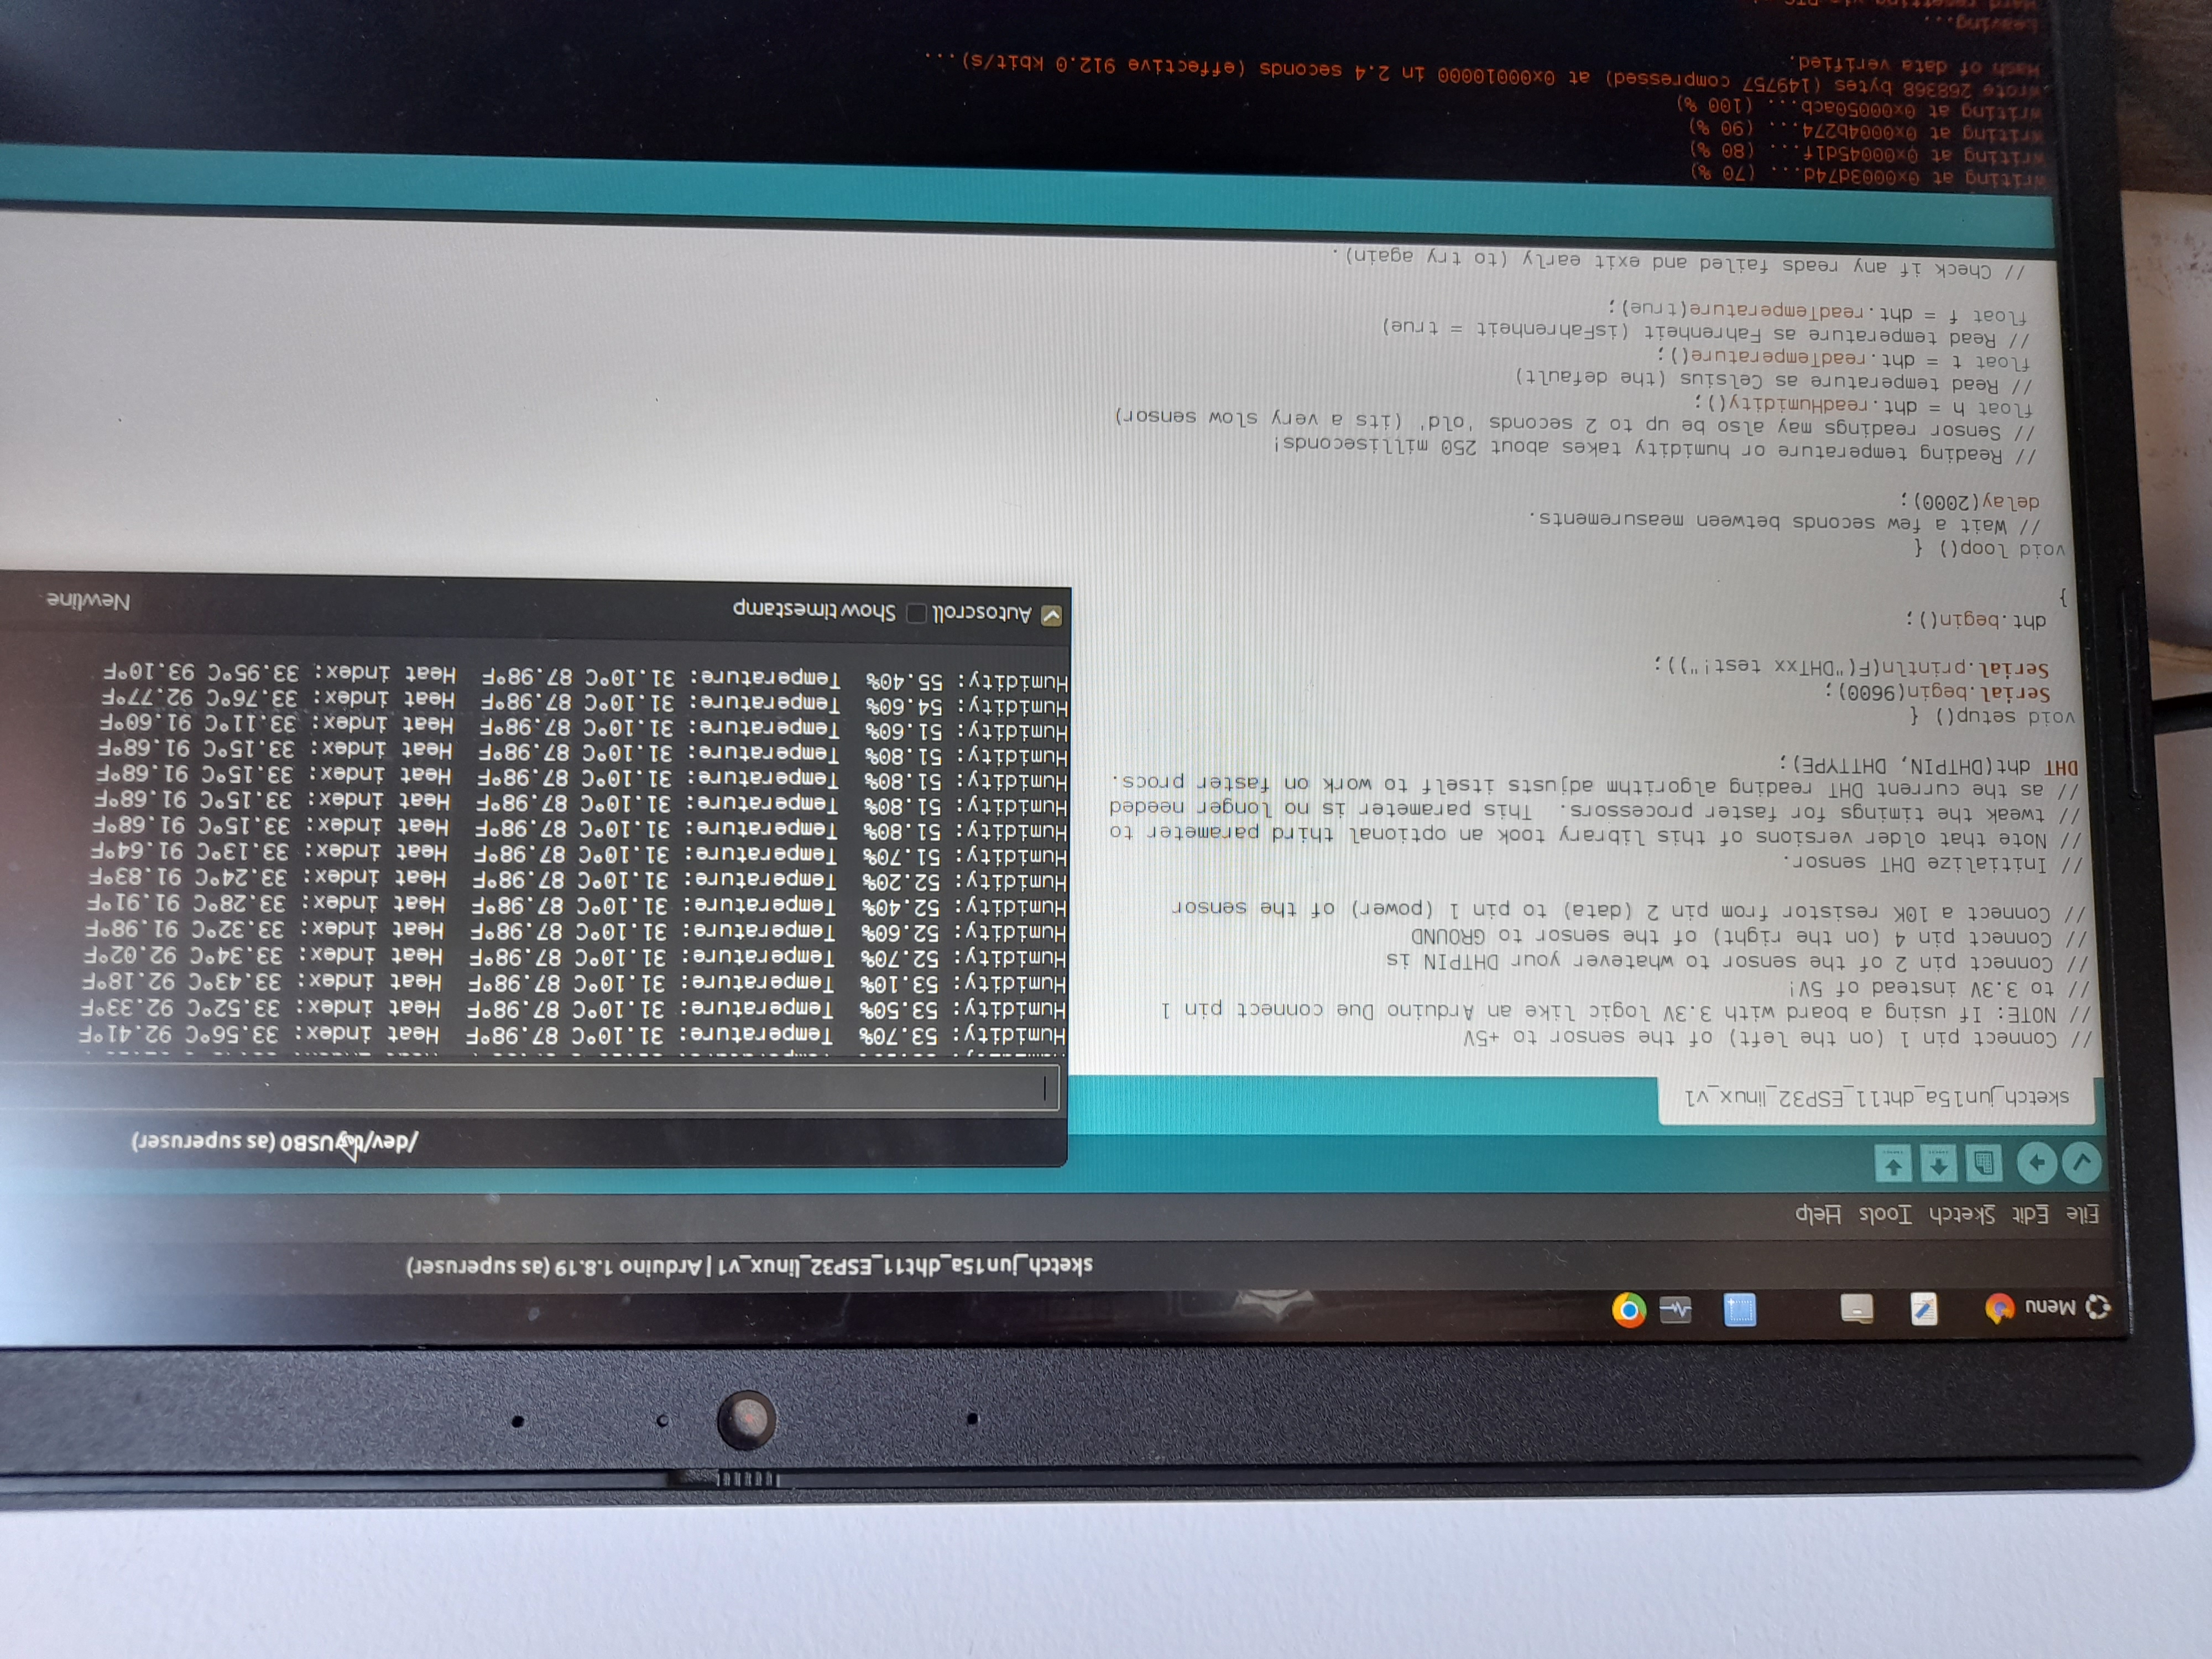 Menu
sketch_jun15a_dht11_ESP32_linux_v1 | Arduino 1.8.19 (as superuser)
File Edit Sketch Tools Help
sketch_jun15a_dht11_ESP32_linux_v1
// Connect pin 1 (on the left) of the sensor to +5V
// NOTE: If using a board with 3.3V logic like an Arduino Due connect pin 1
// to 3.3V instead of 5V!
// Connect pin 2 of the sensor to whatever your DHTPIN is
// Connect pin 4 (on the right) of the sensor to GROUND
// Connect a 10K resistor from pin 2 (data) to pin 1 (power) of the sensor
// Initialize DHT sensor.
// Note that older versions of this library took an optional third parameter to
// tweak the timings for faster processors.  This parameter is no longer needed
// as the current DHT reading algorithm adjusts itself to work on faster procs.
DHT dht(DHTPIN, DHTTYPE);
void setup() {
Serial.begin(9600);
Serial.println(F("DHTxx test!"));
dht.begin();
}
void loop() {
// Wait a few seconds between measurements.
delay(2000);
// Reading temperature or humidity takes about 250 milliseconds!
// Sensor readings may also be up to 2 seconds 'old' (its a very slow sensor)
float h = dht.readHumidity();
// Read temperature as Celsius (the default)
float t = dht.readTemperature();
// Read temperature as Fahrenheit (isFahrenheit = true)
float f = dht.readTemperature(true);
// Check if any reads failed and exit early (to try again).
/dev/ttyUSB0 (as superuser)
Humidity: 53.70%  Temperature: 31.10°C 87.98°F  Heat index: 33.56°C 92.41°F
Humidity: 53.50%  Temperature: 31.10°C 87.98°F  Heat index: 33.52°C 92.33°F
Humidity: 53.10%  Temperature: 31.10°C 87.98°F  Heat index: 33.43°C 92.18°F
Humidity: 52.70%  Temperature: 31.10°C 87.98°F  Heat index: 33.34°C 92.02°F
Humidity: 52.60%  Temperature: 31.10°C 87.98°F  Heat index: 33.32°C 91.98°F
Humidity: 52.40%  Temperature: 31.10°C 87.98°F  Heat index: 33.28°C 91.91°F
Humidity: 52.20%  Temperature: 31.10°C 87.98°F  Heat index: 33.24°C 91.83°F
Humidity: 51.70%  Temperature: 31.10°C 87.98°F  Heat index: 33.13°C 91.64°F
Humidity: 51.80%  Temperature: 31.10°C 87.98°F  Heat index: 33.15°C 91.68°F
Humidity: 51.80%  Temperature: 31.10°C 87.98°F  Heat index: 33.15°C 91.68°F
Humidity: 51.80%  Temperature: 31.10°C 87.98°F  Heat index: 33.15°C 91.68°F
Humidity: 51.80%  Temperature: 31.10°C 87.98°F  Heat index: 33.15°C 91.68°F
Humidity: 51.60%  Temperature: 31.10°C 87.98°F  Heat index: 33.11°C 91.60°F
Humidity: 54.60%  Temperature: 31.10°C 87.98°F  Heat index: 33.76°C 92.77°F
Humidity: 55.40%  Temperature: 31.10°C 87.98°F  Heat index: 33.95°C 93.10°F
Autoscroll Show timestamp Newline
Writing at 0x0003d74d... (70 %)
Writing at 0x00045d1f... (80 %)
Writing at 0x0004b274... (90 %)
Writing at 0x00050acb... (100 %)
Wrote 268368 bytes (149757 compressed) at 0x00010000 in 2.4 seconds (effective 912.0 kbit/s)...
Hash of data verified.
Leaving...
Hard resetting via RTS